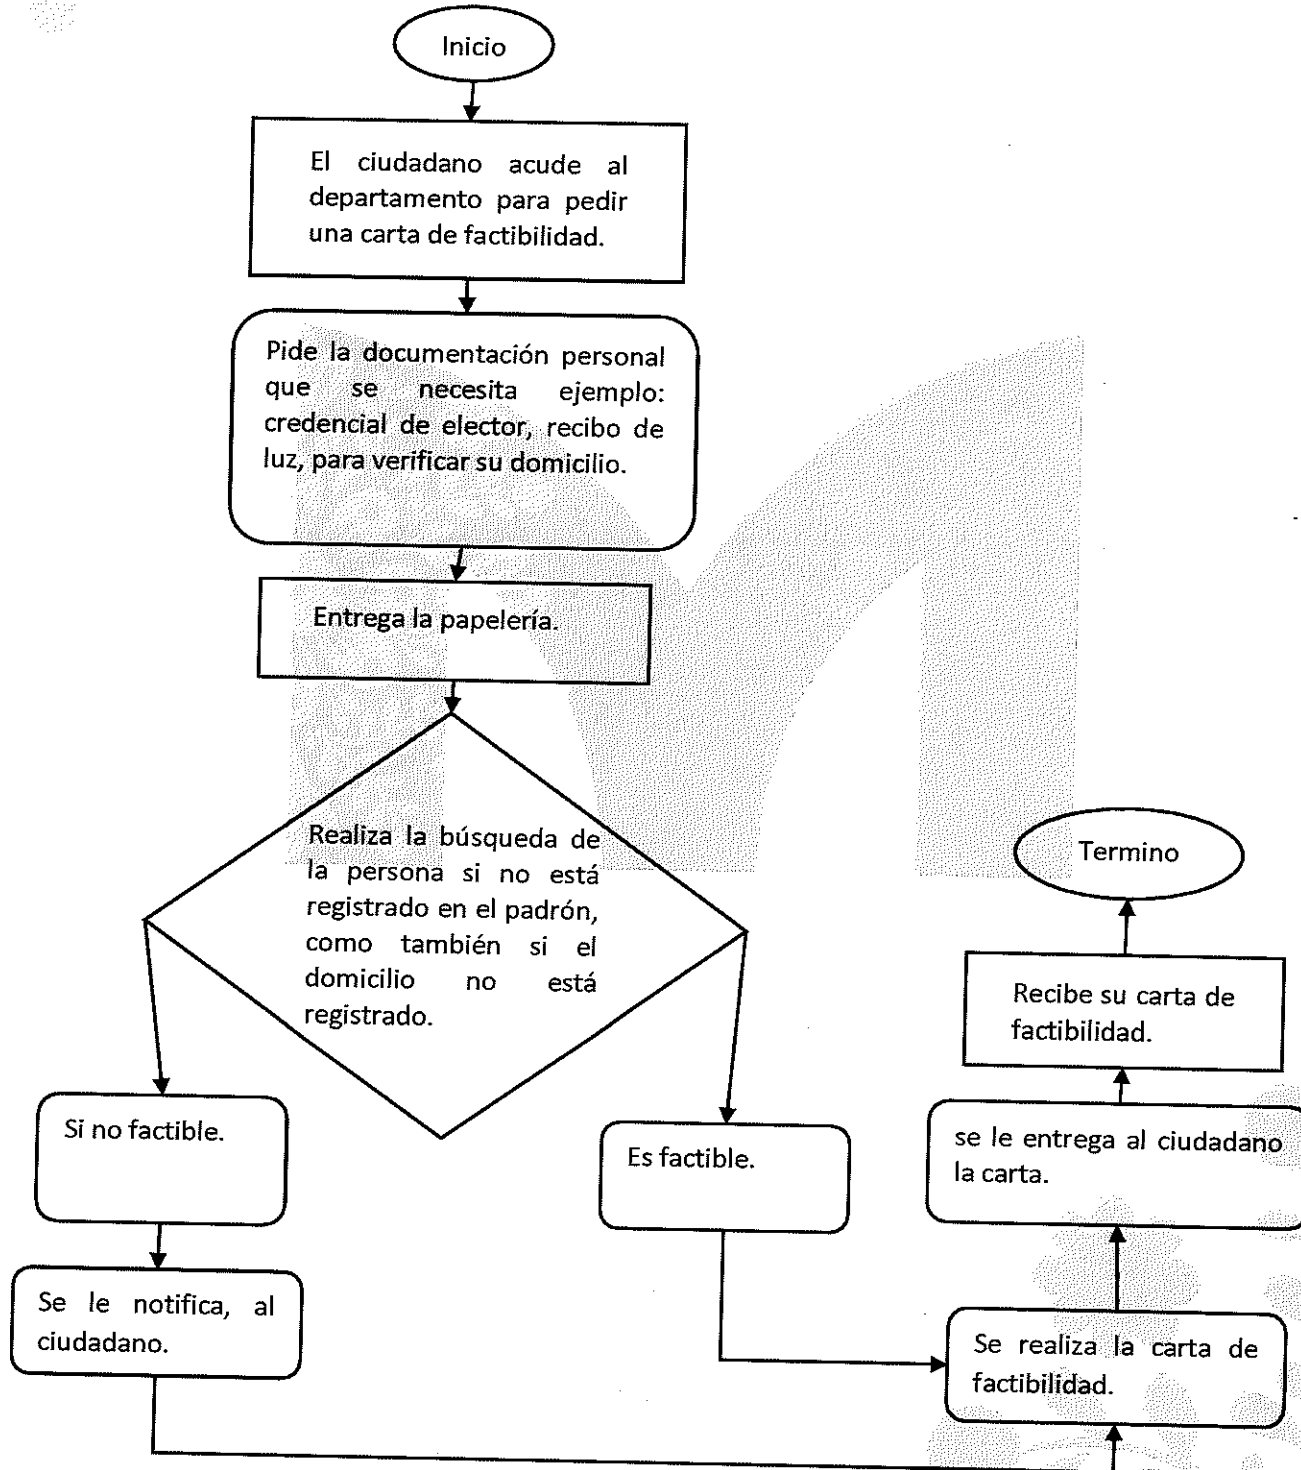 Inicio
El ciudadano acude al
departamento para pedir
una carta de factibilidad.
Pide la documentación personal
que se necesita ejemplo:
credencial de elector, recibo de
luz, para verificar su domicilio.
Entrega la papelería.
Realiza la búsqueda de
la persona si no está
registrado en el padrón,
como también si el
domicilio no está
registrado.
Si no factible.
Se le notifica, al
ciudadano.
Es factible.
Se realiza la carta de
factibilidad.
se le entrega al ciudadano
la carta.
Recibe su carta de
factibilidad.
Termino